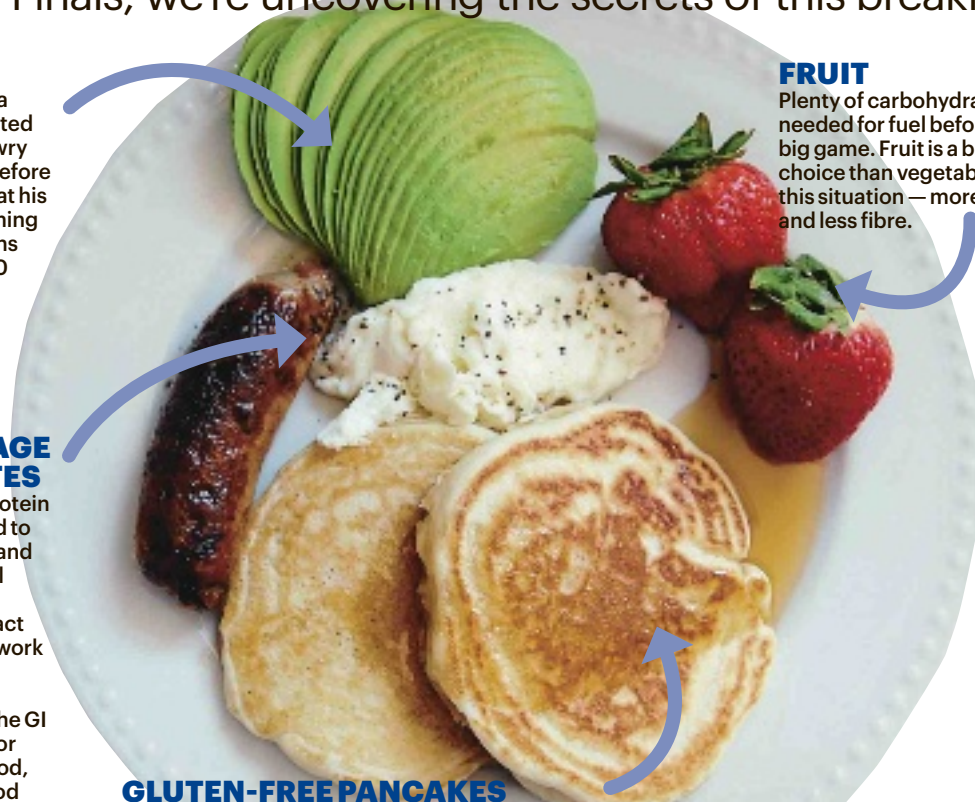 Finals, we're uncovering the secrets of this break
a
ted
wry
efore
at his
ning
ns
0
FRUIT
Plenty of carbohydra
needed for fuel befo
big game. Fruit is a b
choice than vegetab
this situation — more
and less fibre.
AGE
TES
otein
d to
and
l
act
work
he GI
or
od,
od
GLUTEN-FREE PANCAKES